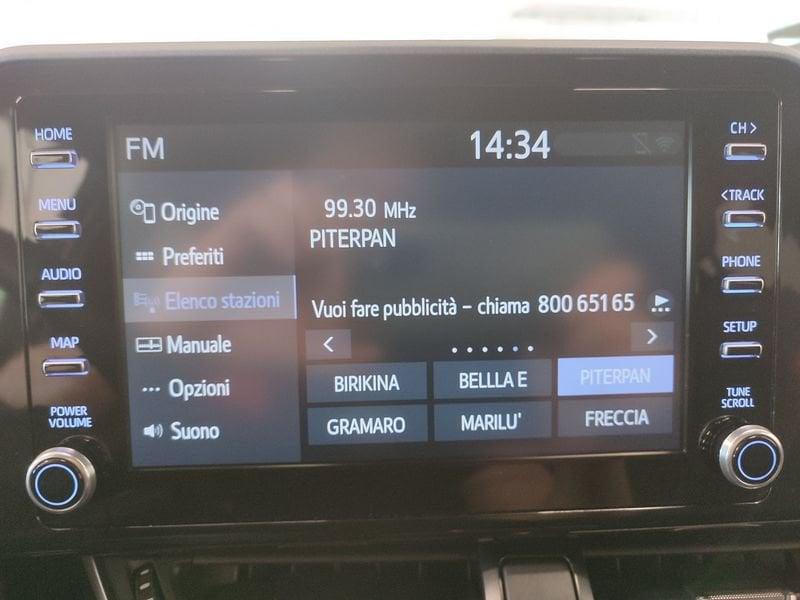 HOME
MENU
AUDIO
MAP
POWER
VOLUME
FM
14:34
Origine
Preferiti
Elenco stazioni
Manuale
Opzioni
Suono
99.30 MHz
PITERPAN
Vuoi fare pubblicità – chiama 800 65165
<
>
BIRIKINA
BELLLA E
PITERPAN
GRAMARO
MARILU'
FRECCIA
CH >
< TRACK
PHONE
SETUP
TUNE
SCROLL